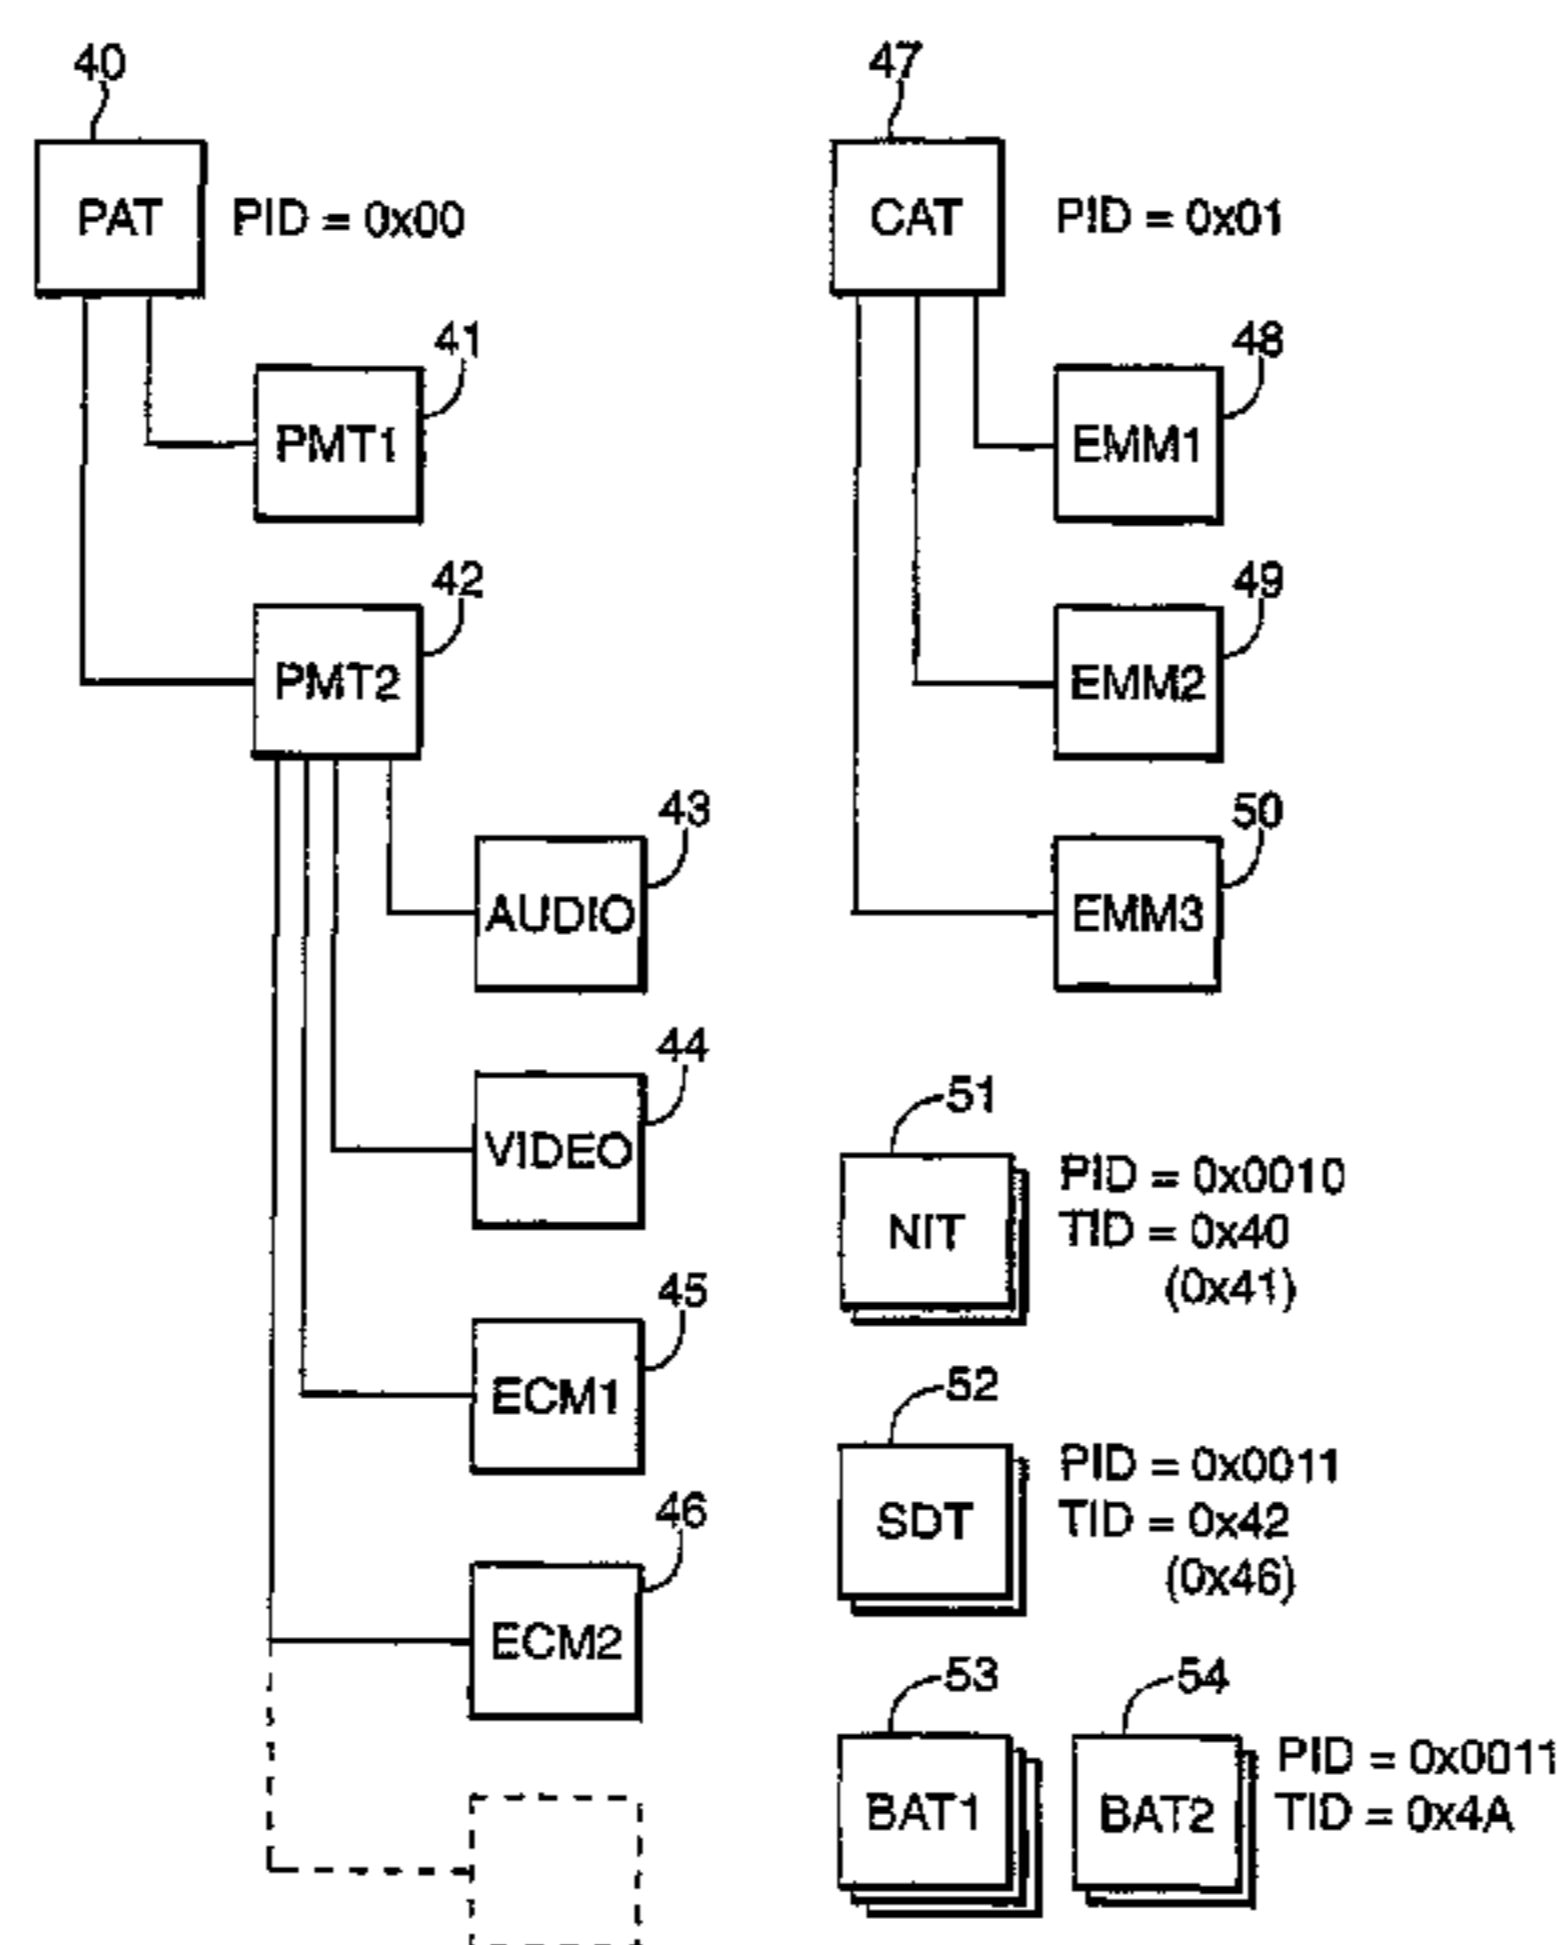 40
PAT
PID = 0x00
41
PMT1
42
PMT2
43
AUDIO
44
VIDEO
45
ECM1
46
ECM2
47
CAT
PID = 0x01
48
EMM1
49
EMM2
50
EMM3
51
NIT
PID = 0x0010
TID = 0x40
(0x41)
52
SDT
PID = 0x0011
TID = 0x42
(0x46)
53
BAT1
54
BAT2
PID = 0x0011
TID = 0x4A